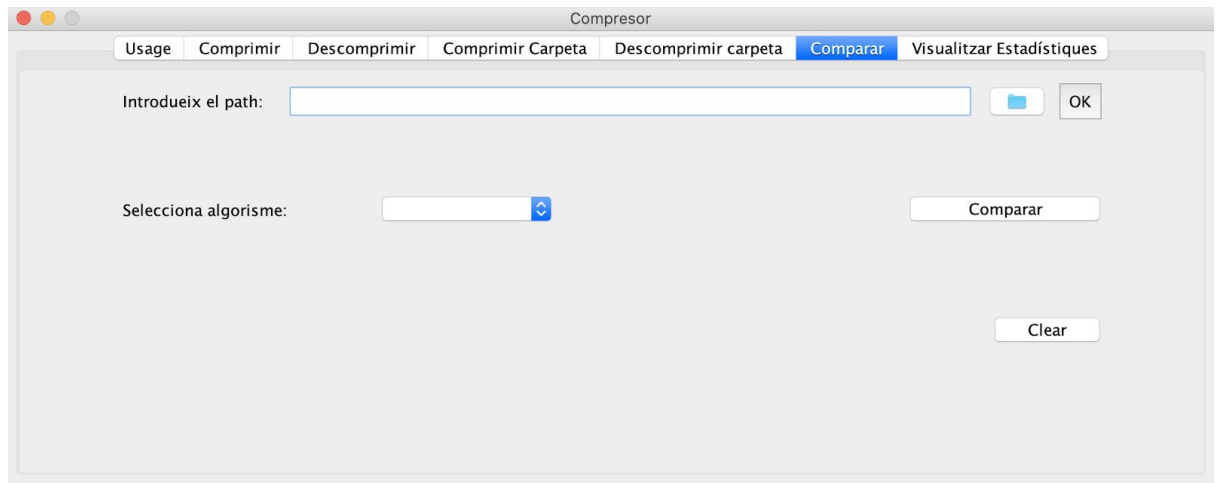 Compresor
Usage Comprimir Descomprimir Comprimir Carpeta Descomprimir carpeta Comparar Visualitzar Estadístiques
Introdueix el path: OK
Selecciona algorisme: Comparar
Clear